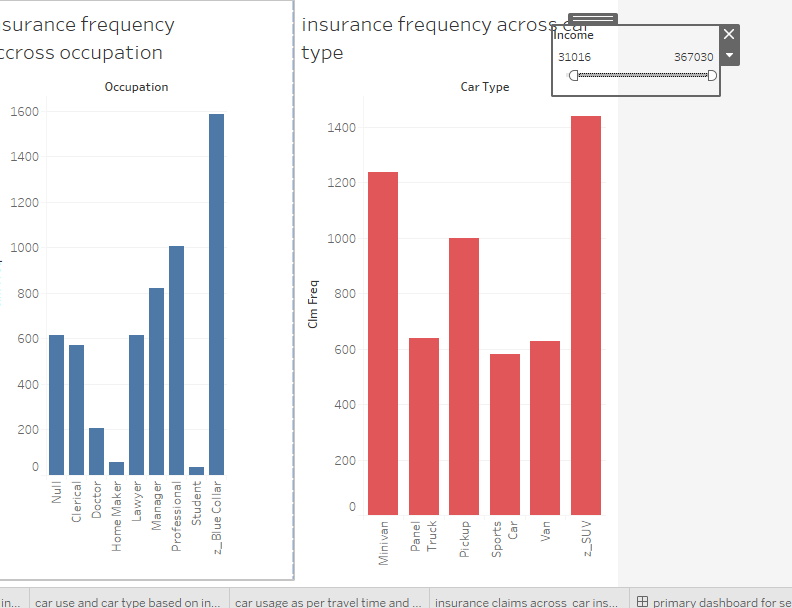 surance frequency
ccross occupation
Occupation
1600
1400
1200
1000
800
600
400
200
0
Null
Clerical
Doctor
Home Maker
Lawyer
Manager
Professional
Student
z_Blue Collar
insurance frequency across car
type
Income
31016 367030
Car Type
Clm Freq
1400
1200
1000
800
600
400
200
0
Minivan
Panel
Truck
Pickup
Sports
Car
Van
z_SUV
in...
car use and car type based on in...
car usage as per travel time and ...
insurance claims across car ins...
primary dashboard for se